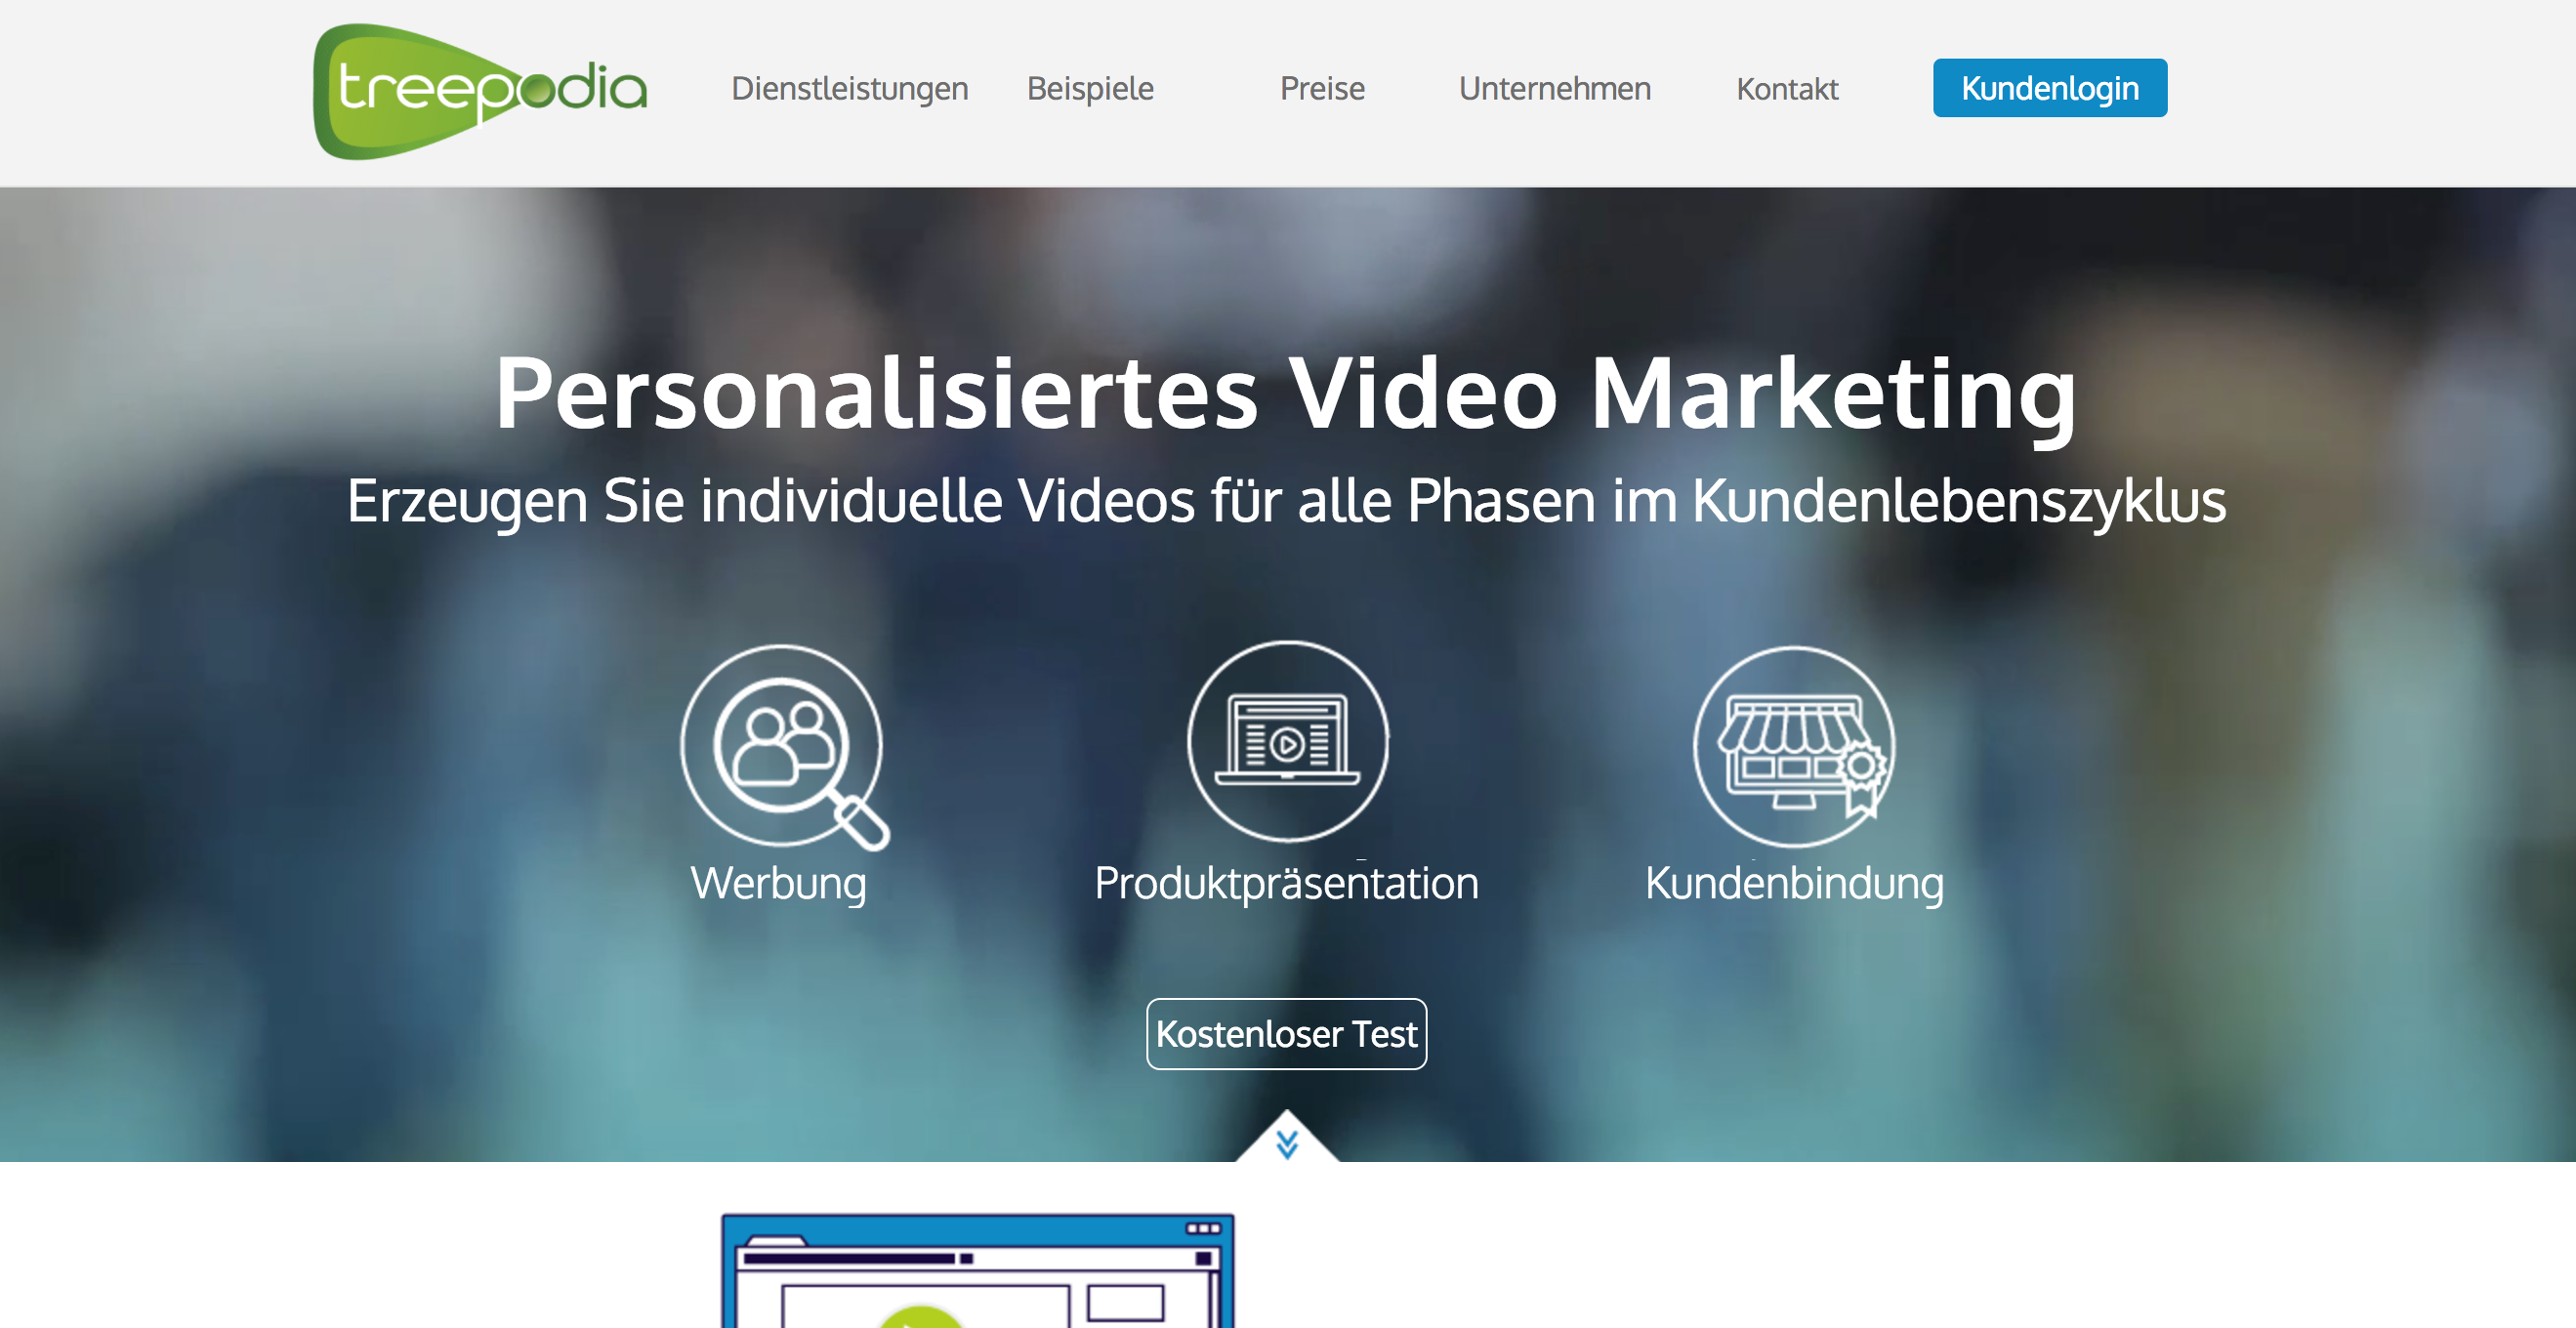 treepodia
Dienstleistungen Beispiele Preise Unternehmen Kontakt Kundenlogin
Personalisiertes Video Marketing
Erzeugen Sie individuelle Videos für alle Phasen im Kundenlebenszyklus
Werbung Produktpräsentation Kundenbindung
Kostenloser Test